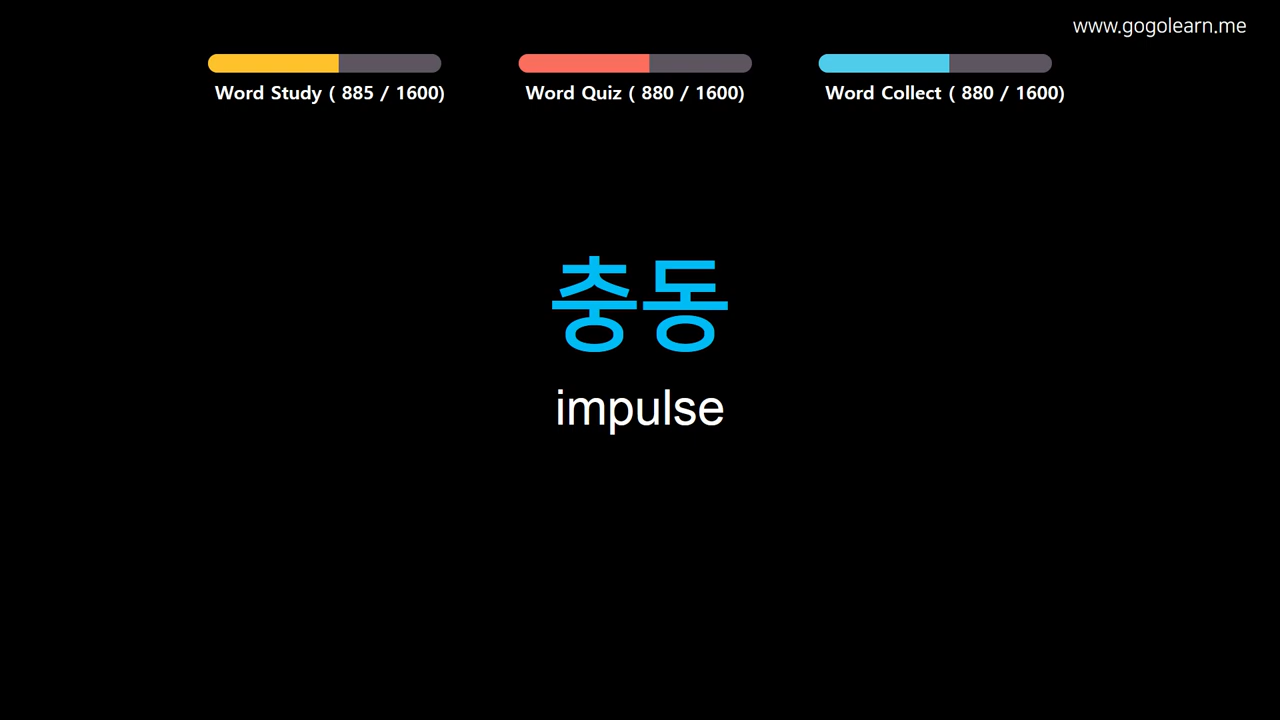 www.gogolearn.me
Word Study ( 885 / 1600)
Word Quiz ( 880 / 1600)
Word Collect ( 880 / 1600)
충동
impulse